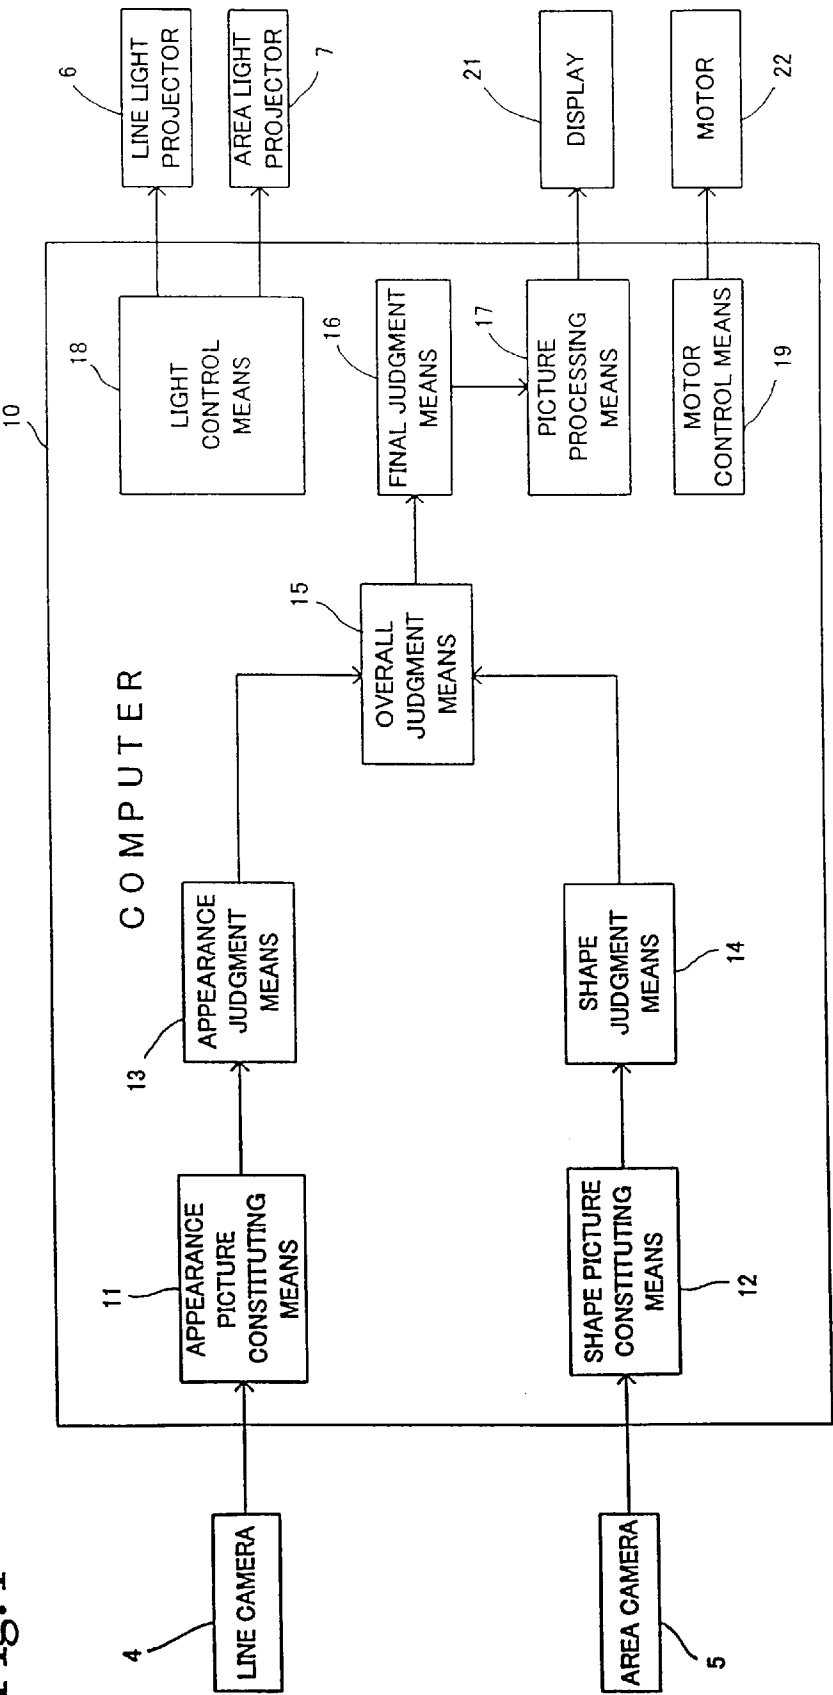 Fig. 1
10
COMPUTER
4
LINE CAMERA
11
APPEARANCE
PICTURE
CONSTITUTING
MEANS
13
APPEARANCE
JUDGMENT
MEANS
5
AREA CAMERA
12
SHAPE PICTURE
CONSTITUTING
MEANS
14
SHAPE
JUDGMENT
MEANS
15
OVERALL
JUDGMENT
MEANS
16
FINAL JUDGMENT
MEANS
17
PICTURE
PROCESSING
MEANS
18
LIGHT
CONTROL
MEANS
19
MOTOR
CONTROL MEANS
6
LINE LIGHT
PROJECTOR
7
AREA LIGHT
PROJECTOR
21
DISPLAY
22
MOTOR